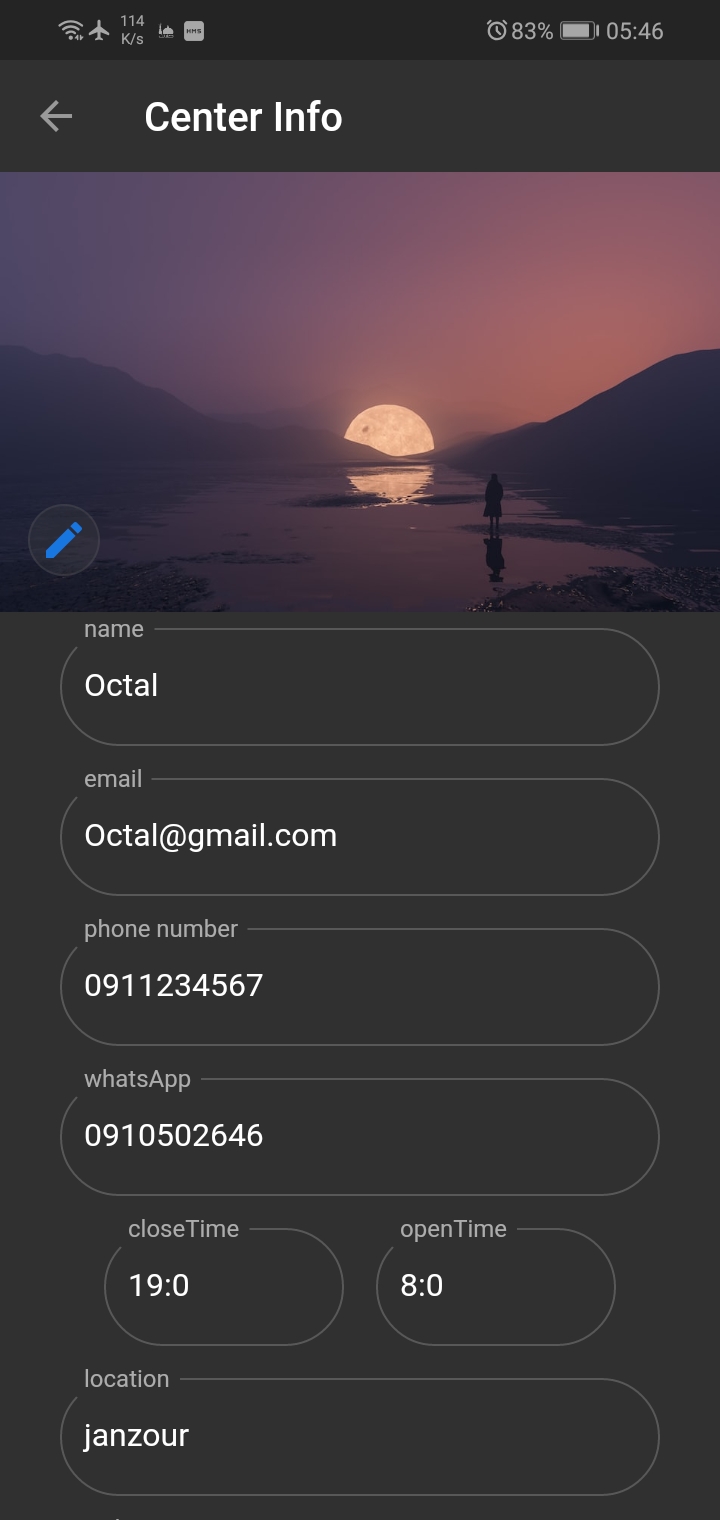 114
K/s
HMS
83%
05:46
Center Info
name
Octal
email
Octal@gmail.com
phone number
0911234567
whatsApp
0910502646
closeTime
openTime
19:0
8:0
location
janzour